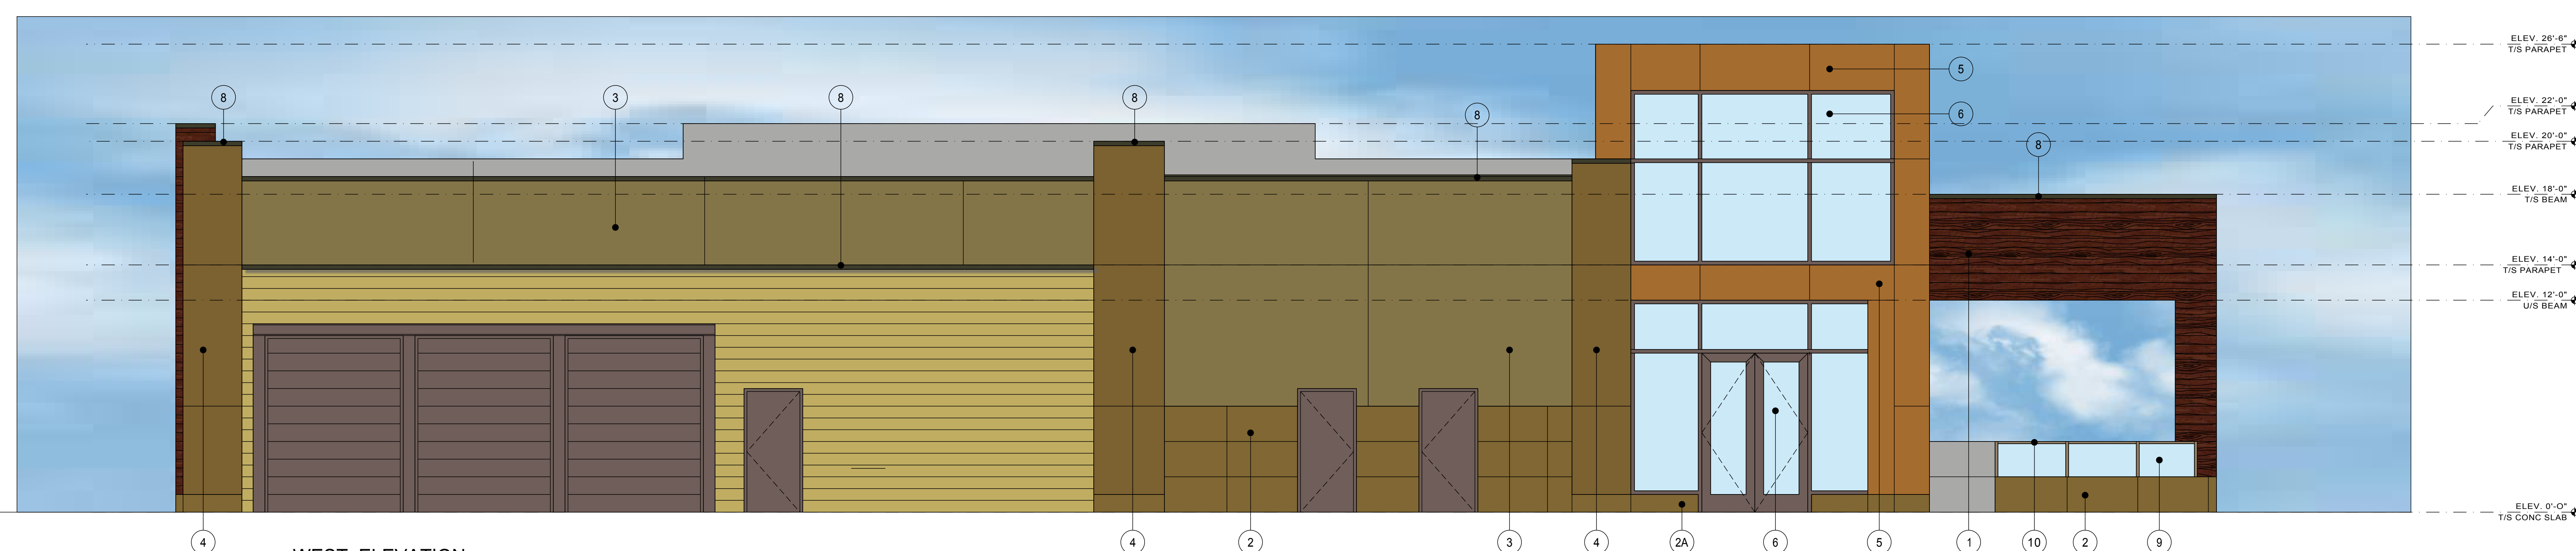 ELEV. 26'-6"
T/S PARAPET
5
8
3
8
8
8
6
ELEV. 22'-0"
T/S PARAPET
ELEV. 20'-0"
T/S PARAPET
8
ELEV. 18'-0"
T/S BEAM
ELEV. 14'-0"
T/S PARAPET
ELEV. 12'-0"
U/S BEAM
ELEV. 0'-O"
T/S CONC SLAB
4
4
2
3
4
2A
6
5
1
10
2
9
WEST ELEVATION